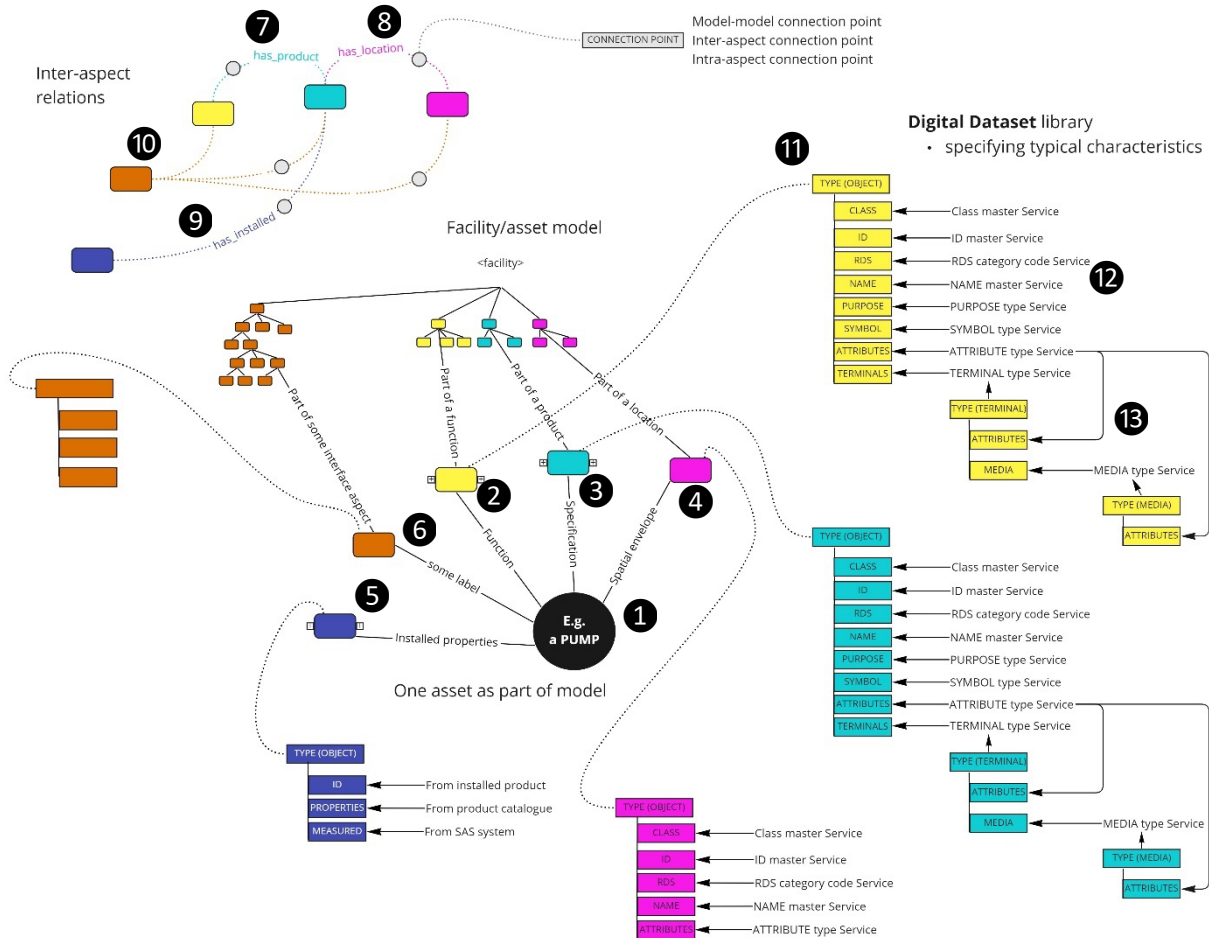 7
8
has_product
has_location
CONNECTION POINT
Model-model connection point
Inter-aspect connection point
Intra-aspect connection point
Inter-aspect
relations
10
9
has_installed
Digital Dataset library
• specifying typical characteristics
11
TYPE (OBJECT)
CLASS
Class master Service
ID
ID master Service
RDS
RDS category code Service
12
NAME
NAME master Service
PURPOSE
PURPOSE type Service
SYMBOL
SYMBOL type Service
ATTRIBUTES
ATTRIBUTE type Service
TERMINALS
TERMINAL type Service
TYPE (TERMINAL)
13
ATTRIBUTES
MEDIA
MEDIA type Service
TYPE (MEDIA)
ATTRIBUTES
Facility/asset model
<facility>
Part of some interface aspect
Part of a function
Part of a product
Part of a location
2
3
4
6
5
1
some label
Function
Specification
Spatial envelope
Installed properties
E.g.
a PUMP
One asset as part of model
TYPE (OBJECT)
CLASS
Class master Service
ID
ID master Service
RDS
RDS category code Service
NAME
NAME master Service
PURPOSE
PURPOSE type Service
SYMBOL
SYMBOL type Service
ATTRIBUTES
ATTRIBUTE type Service
TERMINALS
TERMINAL type Service
TYPE (TERMINAL)
ATTRIBUTES
MEDIA
MEDIA type Service
TYPE (MEDIA)
ATTRIBUTES
TYPE (OBJECT)
ID
From installed product
PROPERTIES
From product catalogue
MEASURED
From SAS system
TYPE (OBJECT)
CLASS
Class master Service
ID
ID master Service
RDS
RDS category code Service
NAME
NAME master Service
ATTRIBUTES
ATTRIBUTE type Service